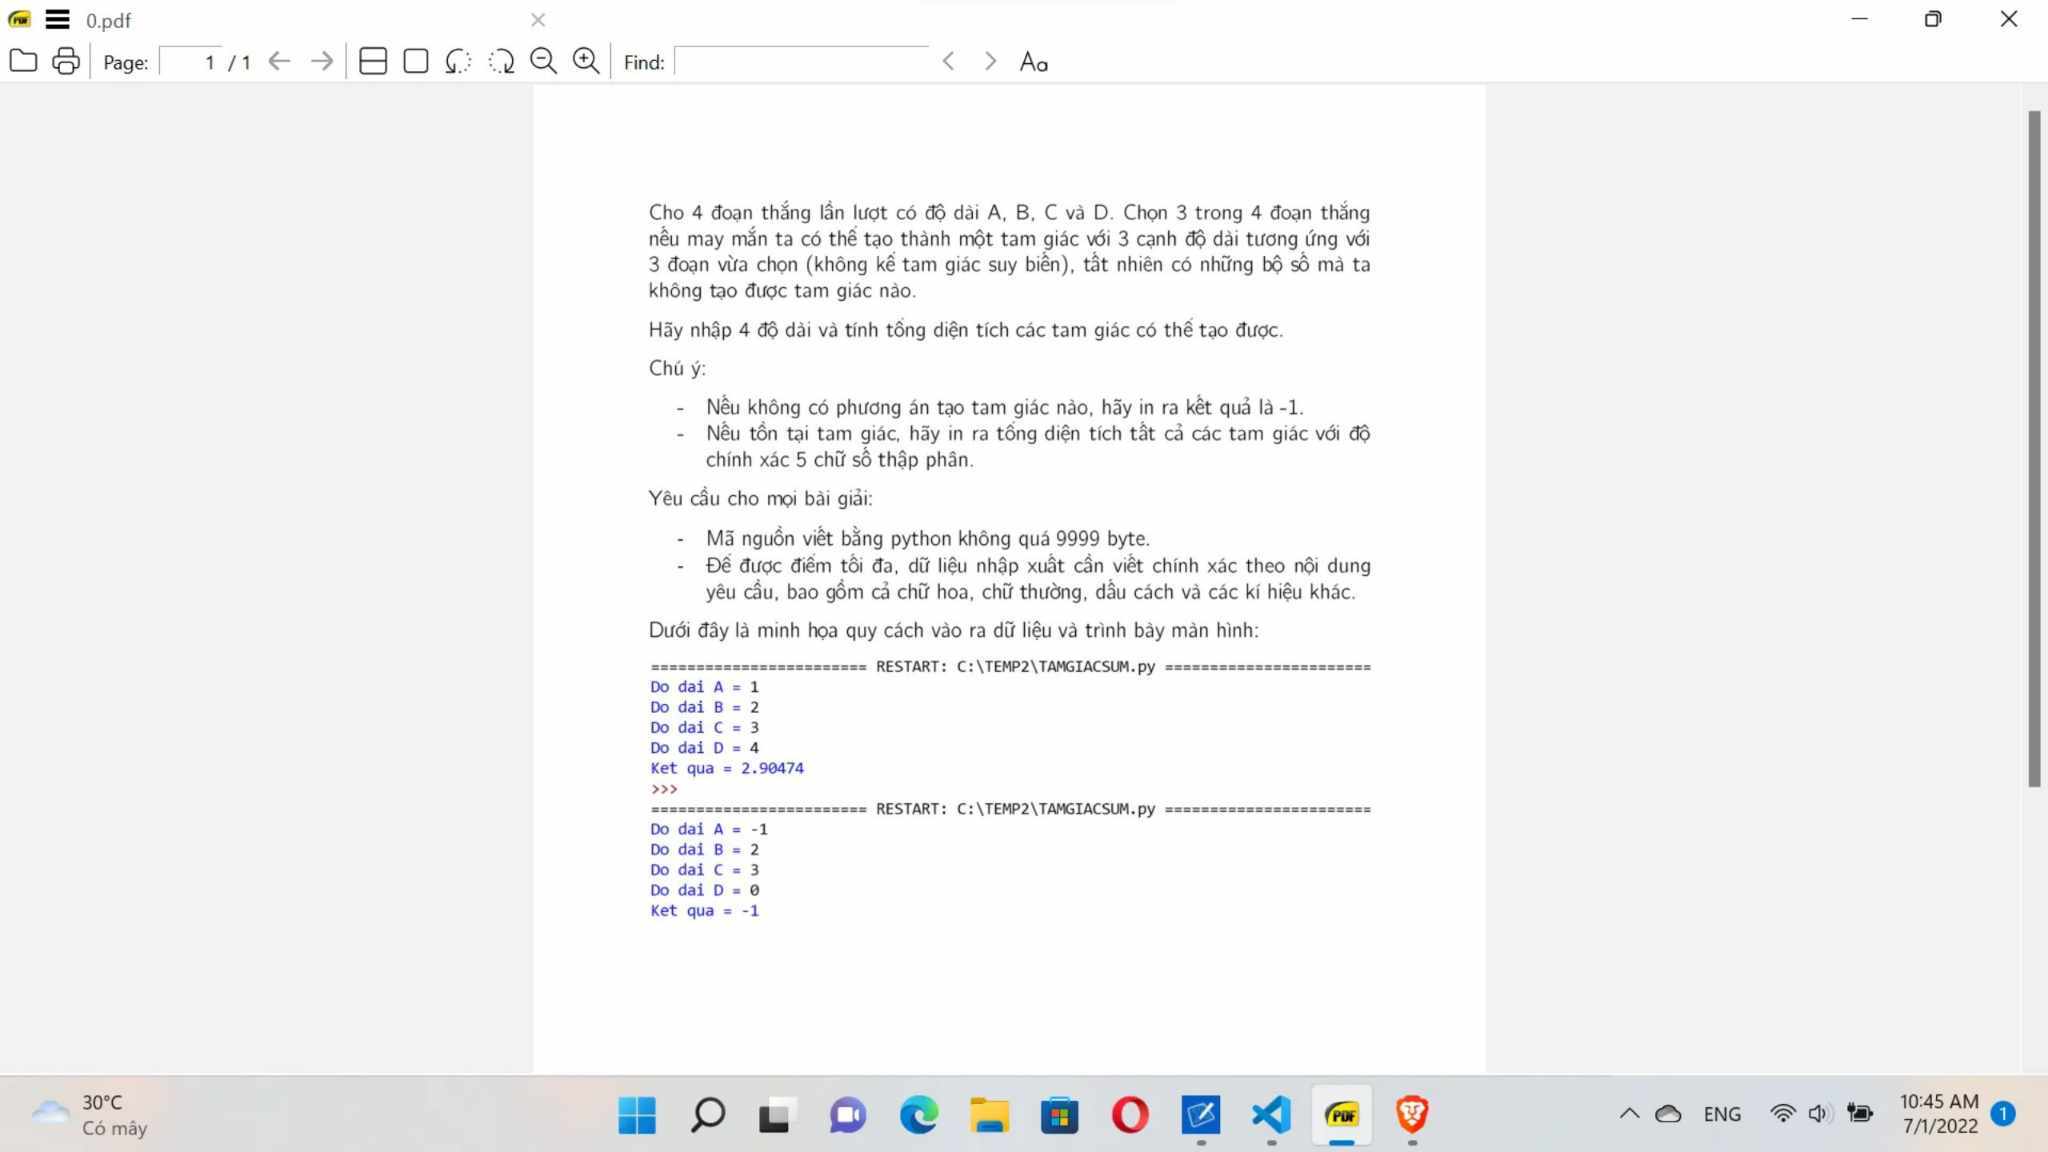 0.pdf
Page: 1 / 1 Find: Aa
Cho 4 đoạn thẳng lần lượt có độ dài A, B, C và D. Chọn 3 trong 4 đoạn thẳng
nếu may mắn ta có thể tạo thành một tam giác với 3 cạnh độ dài tương ứng với
3 đoạn vừa chọn (không kể tam giác suy biến), tất nhiên có những bộ số mà ta
không tạo được tam giác nào.
Hãy nhập 4 độ dài và tính tổng diện tích các tam giác có thể tạo được.
Chú ý:
- Nếu không có phương án tạo tam giác nào, hãy in ra kết quả là -1.
- Nếu tồn tại tam giác, hãy in ra tổng diện tích tất cả các tam giác với độ
chính xác 5 chữ số thập phân.
Yêu cầu cho mọi bài giải:
- Mã nguồn viết bằng python không quá 9999 byte.
- Để được điểm tối đa, dữ liệu nhập xuất cần viết chính xác theo nội dung
yêu cầu, bao gồm cả chữ hoa, chữ thường, dấu cách và các kí hiệu khác.
Dưới đây là minh họa quy cách vào ra dữ liệu và trình bày màn hình:
======================== RESTART: C:\TEMP2\TAMGIACSUM.py =======================
Do dai A = 1
Do dai B = 2
Do dai C = 3
Do dai D = 4
Ket qua = 2.90474
>>>
======================== RESTART: C:\TEMP2\TAMGIACSUM.py =======================
Do dai A = -1
Do dai B = 2
Do dai C = 3
Do dai D = 0
Ket qua = -1
30°C
Có mây
PDF
ENG
10:45 AM
7/1/2022
1